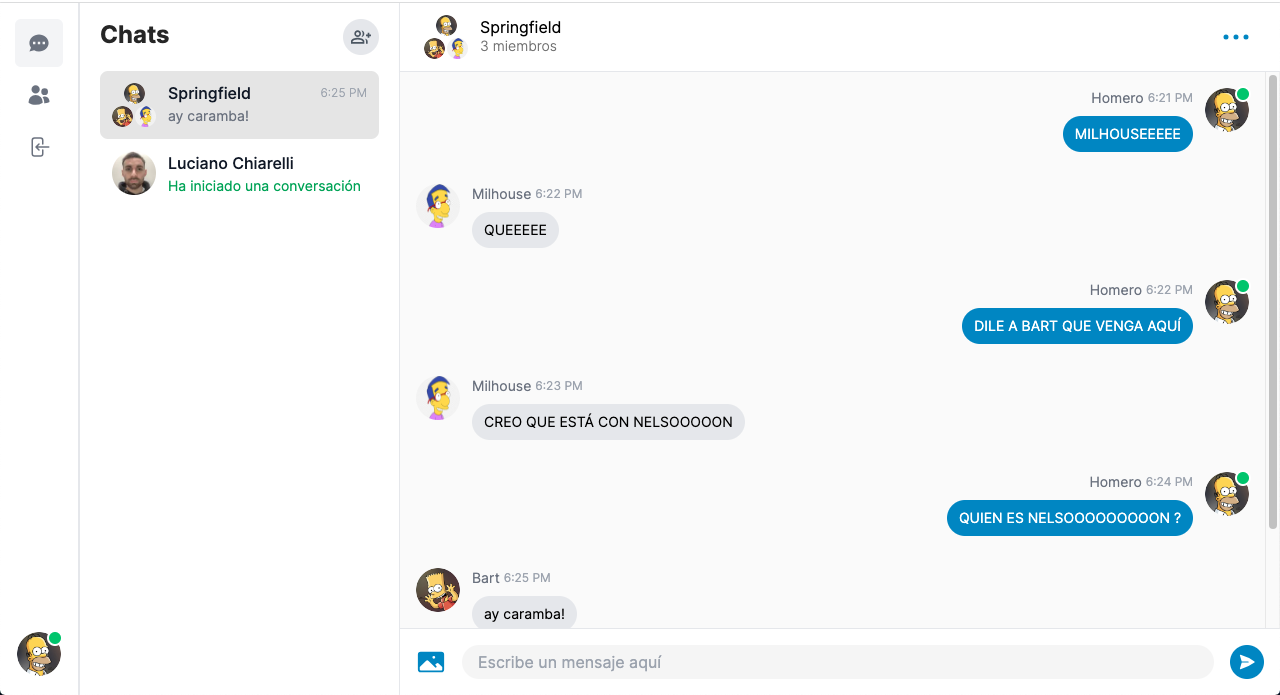 Chats
Springfield 6:25 PM
ay caramba!
Luciano Chiarelli
Ha iniciado una conversación
Springfield
3 miembros
Homero 6:21 PM
MILHOUSEEEEE
Milhouse 6:22 PM
QUEEEEE
Homero 6:22 PM
DILE A BART QUE VENGA AQUÍ
Milhouse 6:23 PM
CREO QUE ESTÁ CON NELSOOOOON
Homero 6:24 PM
QUIEN ES NELSOOOOOOOOON ?
Bart 6:25 PM
ay caramba!
Escribe un mensaje aquí